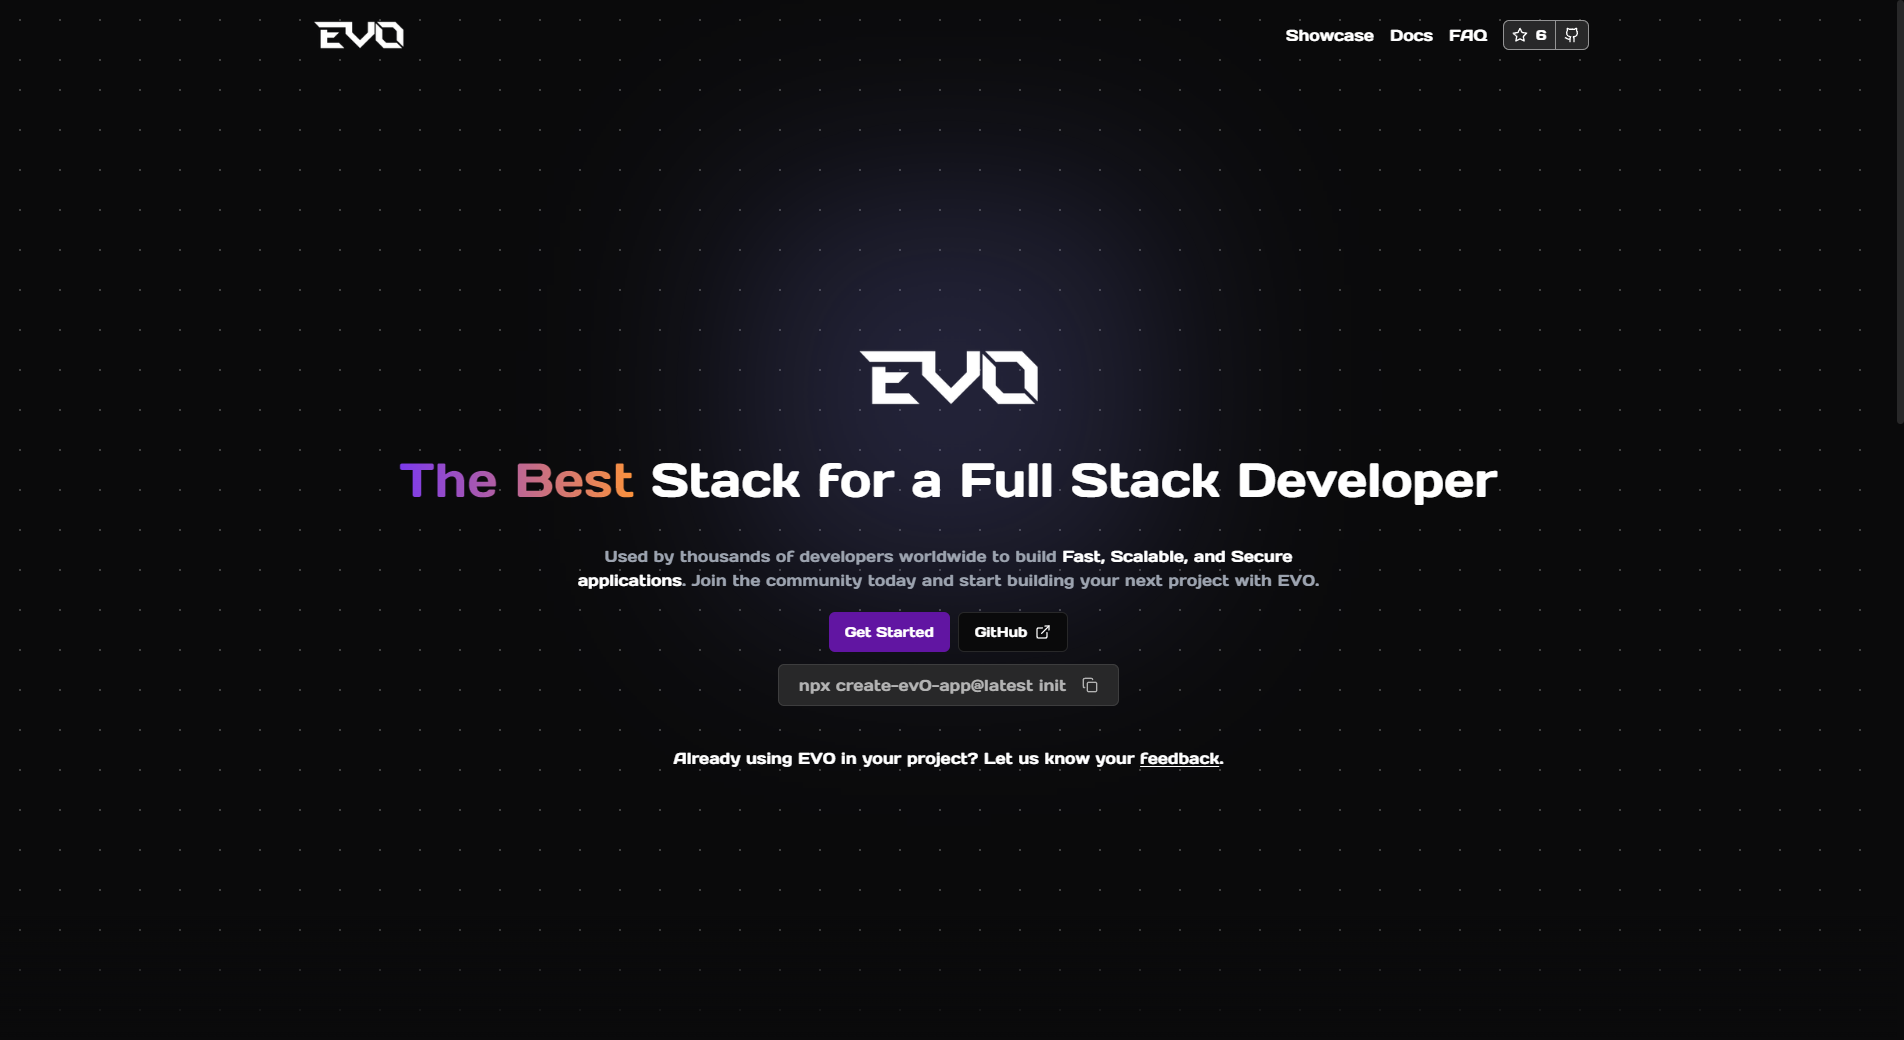 EVO
Showcase Docs FAQ 6
EVO
The Best Stack for a Full Stack Developer
Used by thousands of developers worldwide to build Fast, Scalable, and Secure
applications. Join the community today and start building your next project with EVO.
Get Started GitHub
npx create-ev0-app@latest init
Already using EVO in your project? Let us know your feedback.